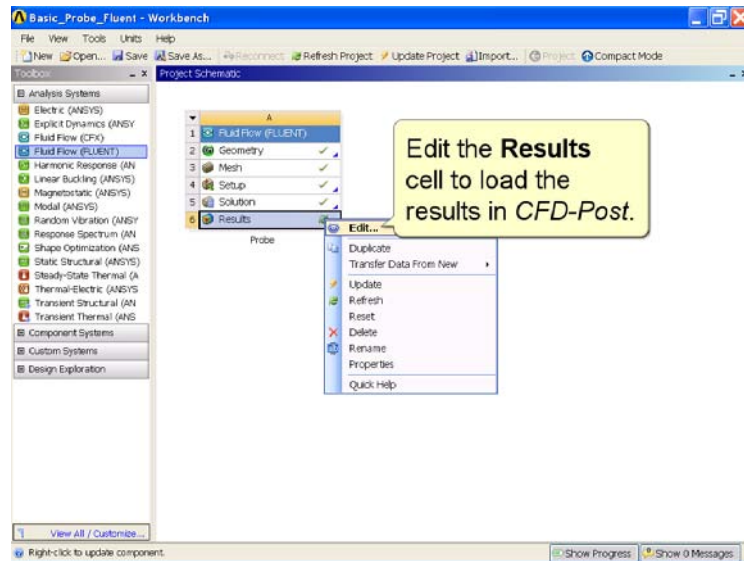 Basic_Probe_Fluent - Workbench
File View Tools Units Help
New Open... Save Save As... Reconnect Refresh Project Update Project Import... Project Compact Mode
Toolbox Project Schematic
Analysis Systems
Electric (ANSYS)
Explicit Dynamics (ANSY
Fluid Flow (CFX)
Fluid Flow (FLUENT)
Harmonic Response (AN
Linear Buckling (ANSYS)
Magnetostatic (ANSYS)
Modal (ANSYS)
Random Vibration (ANSY
Response Spectrum (AN
Shape Optimization (ANS
Static Structural (ANSYS)
Steady-State Thermal (A
Thermal-Electric (ANSYS
Transient Structural (AN
Transient Thermal (ANS
Component Systems
Custom Systems
Design Exploration
View All / Customize...
A
1 Fluid Flow (FLUENT)
2 Geometry
3 Mesh
4 Setup
5 Solution
6 Results
Probe
Edit the Results
cell to load the
results in CFD-Post.
Edit...
Duplicate
Transfer Data From New
Update
Refresh
Reset
Delete
Rename
Properties
Quick Help
Right-click to update component.
Show Progress Show 0 Messages